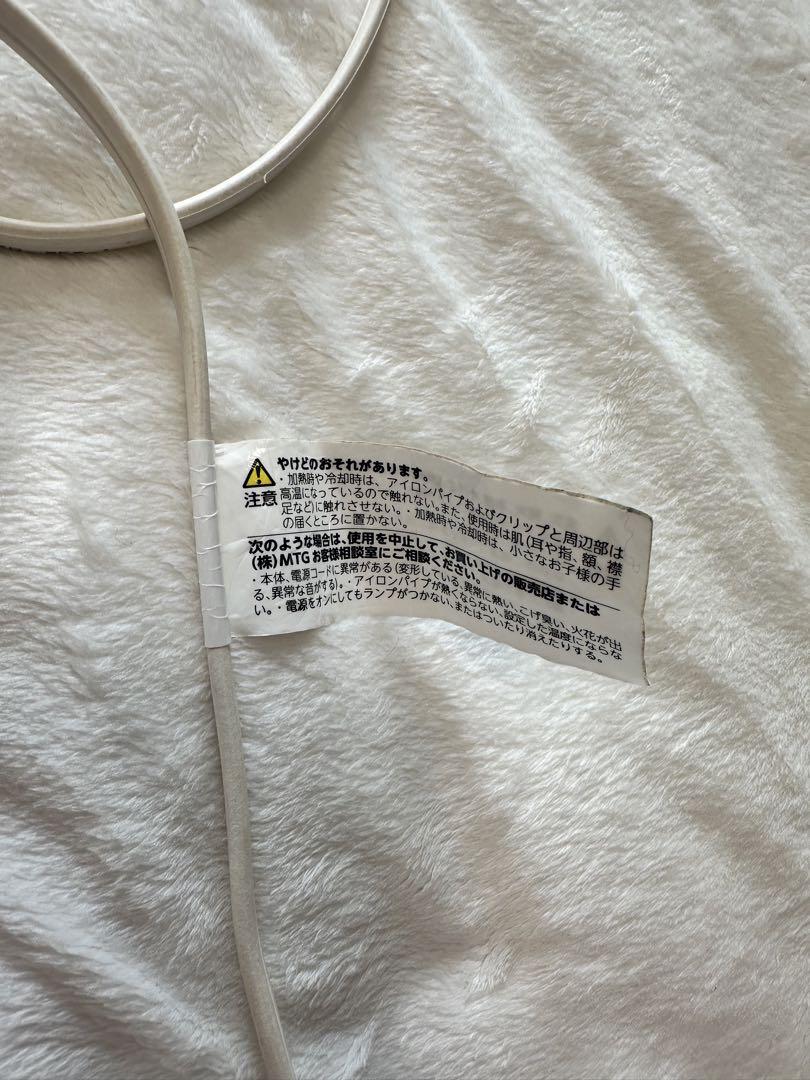 やけどのおそれがあります。
・加熱時や冷却時は、アイロンパイプおよびクリップと周辺部は
注意 高温になっているので触れない。また、使用時は肌(耳や指、額、襟
足など)に触れさせない。・加熱時や冷却時は、小さなお子様の手
の届くところに置かない。
次のような場合は、使用を中止して、お買い上げの販売店または
(株)MTG お客様相談室にご相談ください。
・本体、電源コードに異常がある(変形している、異常に熱い、こげ臭い、火花が出
る、異常な音がする)。・アイロンパイプが熱くならない、設定した温度にならな
い。・電源をオンにしてもランプがつかない、またはついたり消えたりする。